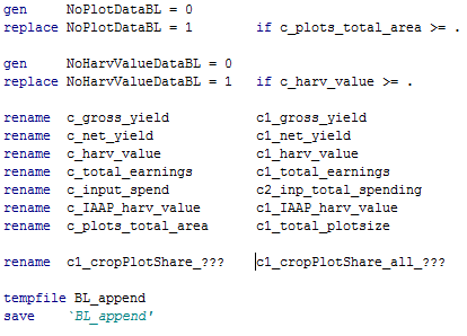 gen     NoPlotDataBL = 0
replace NoPlotDataBL = 1        if c_plots_total_area >= .
gen     NoHarvValueDataBL = 0
replace NoHarvValueDataBL = 1   if c_harv_value >= .
rename  c_gross_yield           c1_gross_yield
rename  c_net_yield             c1_net_yield
rename  c_harv_value            c1_harv_value
rename  c_total_earnings        c1_total_earnings
rename  c_input_spend           c2_inp_total_spending
rename  c_IAAP_harv_value       c1_IAAP_harv_value
rename  c_plots_total_area      c1_total_plotsize
rename  c1_cropPlotShare_???    c1_cropPlotShare_all_???
tempfile BL_append
save    `BL_append'